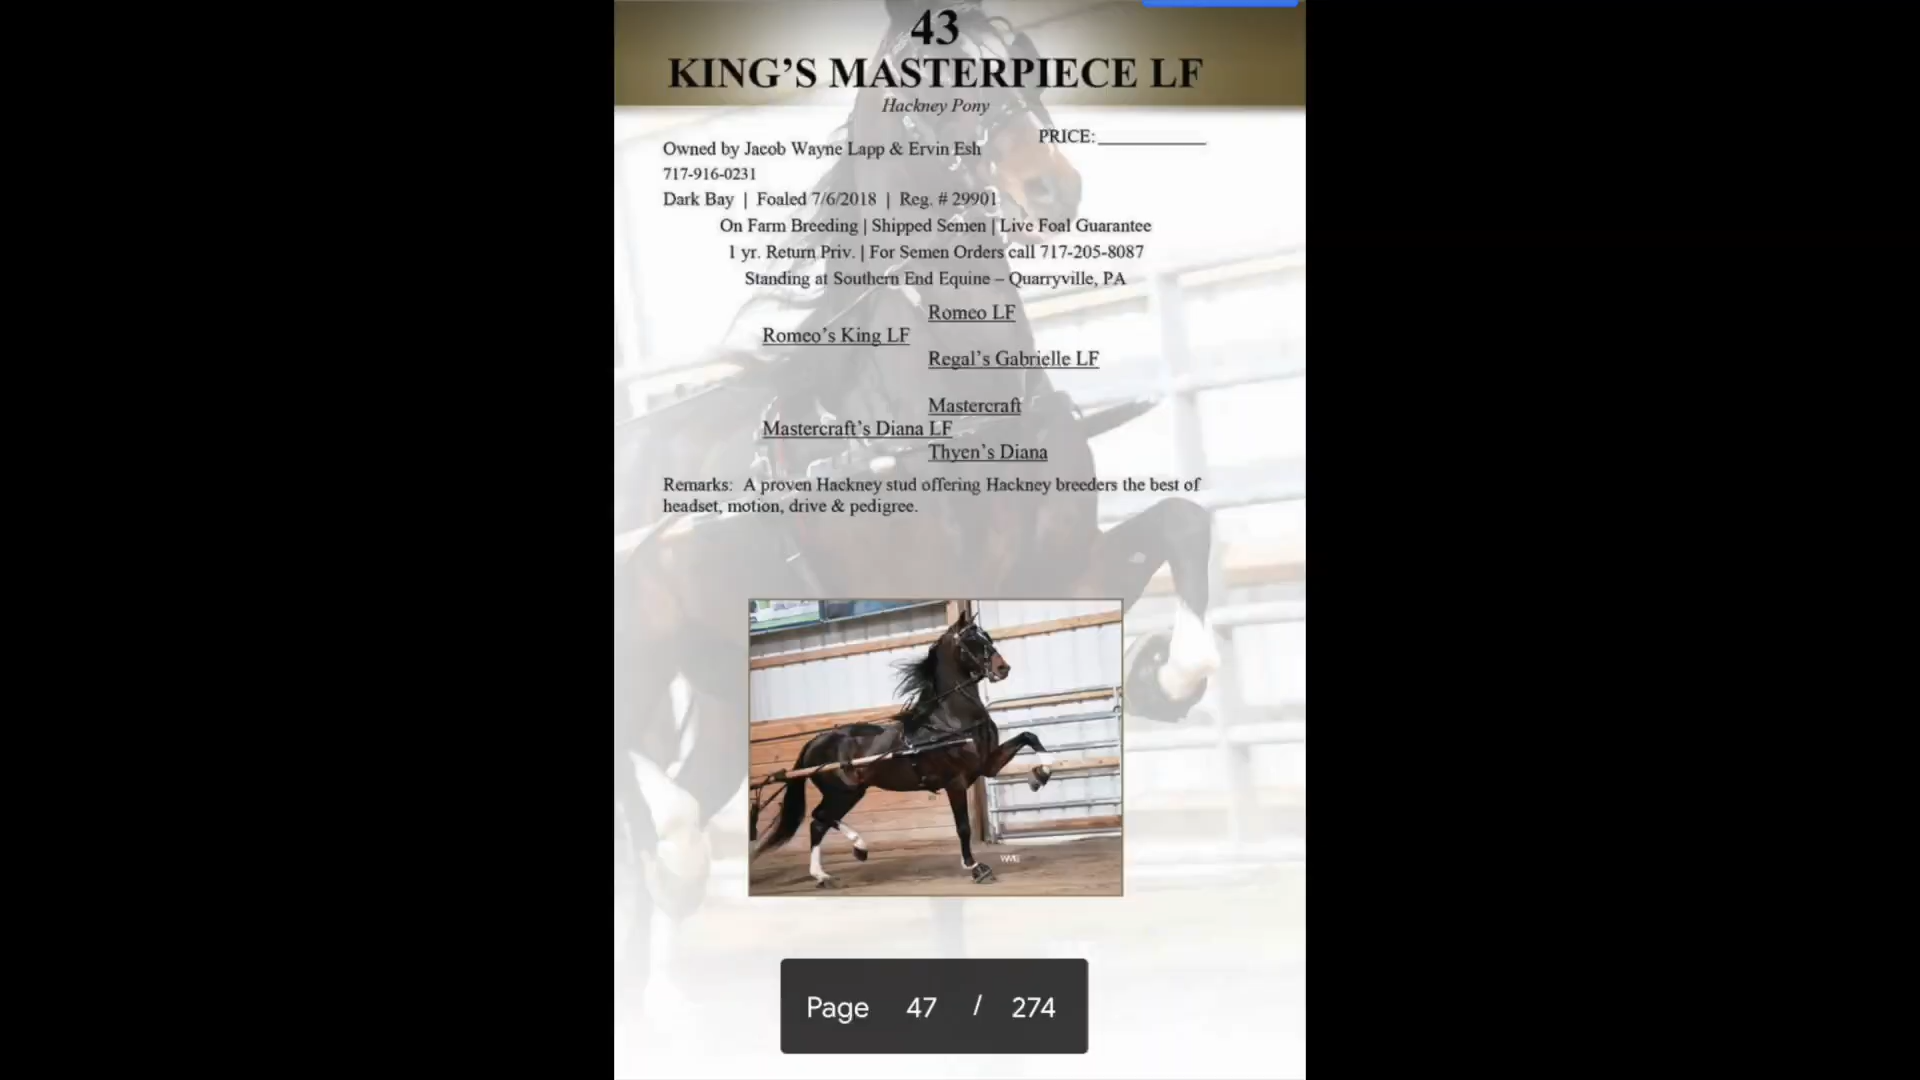 43
KING’S MASTERPIECE LF
Hackney Pony
PRICE:___________
Owned by Jacob Wayne Lapp & Ervin Esh
717-916-0231
Dark Bay | Foaled 7/6/2018 | Reg. # 29901
On Farm Breeding | Shipped Semen | Live Foal Guarantee
1 yr. Return Priv. | For Semen Orders call 717-205-8087
Standing at Southern End Equine – Quarryville, PA
Romeo LF
Romeo’s King LF
Regal’s Gabrielle LF
Mastercraft
Mastercraft’s Diana LF
Thyen’s Diana
Remarks: A proven Hackney stud offering Hackney breeders the best of
headset, motion, drive & pedigree.
Page 47 / 274